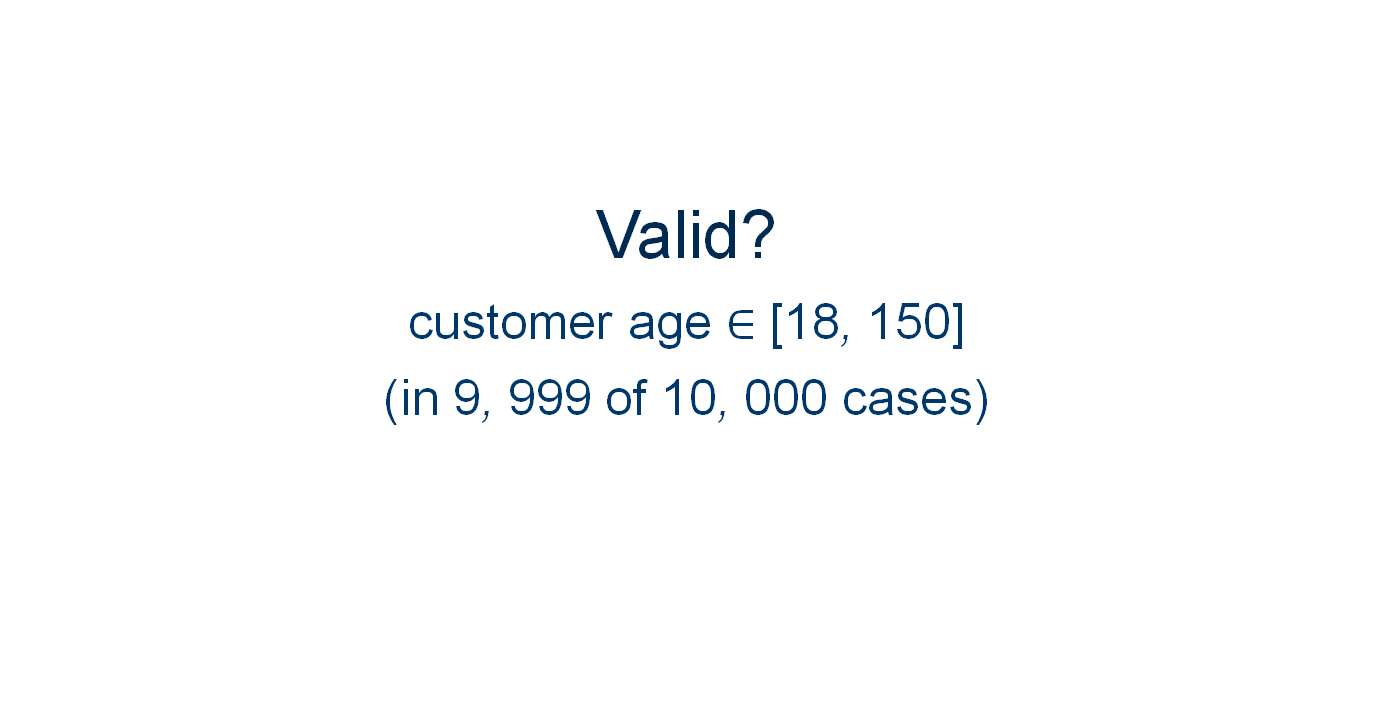 Valid?
customer age ∈ [18, 150]
(in 9, 999 of 10, 000 cases)